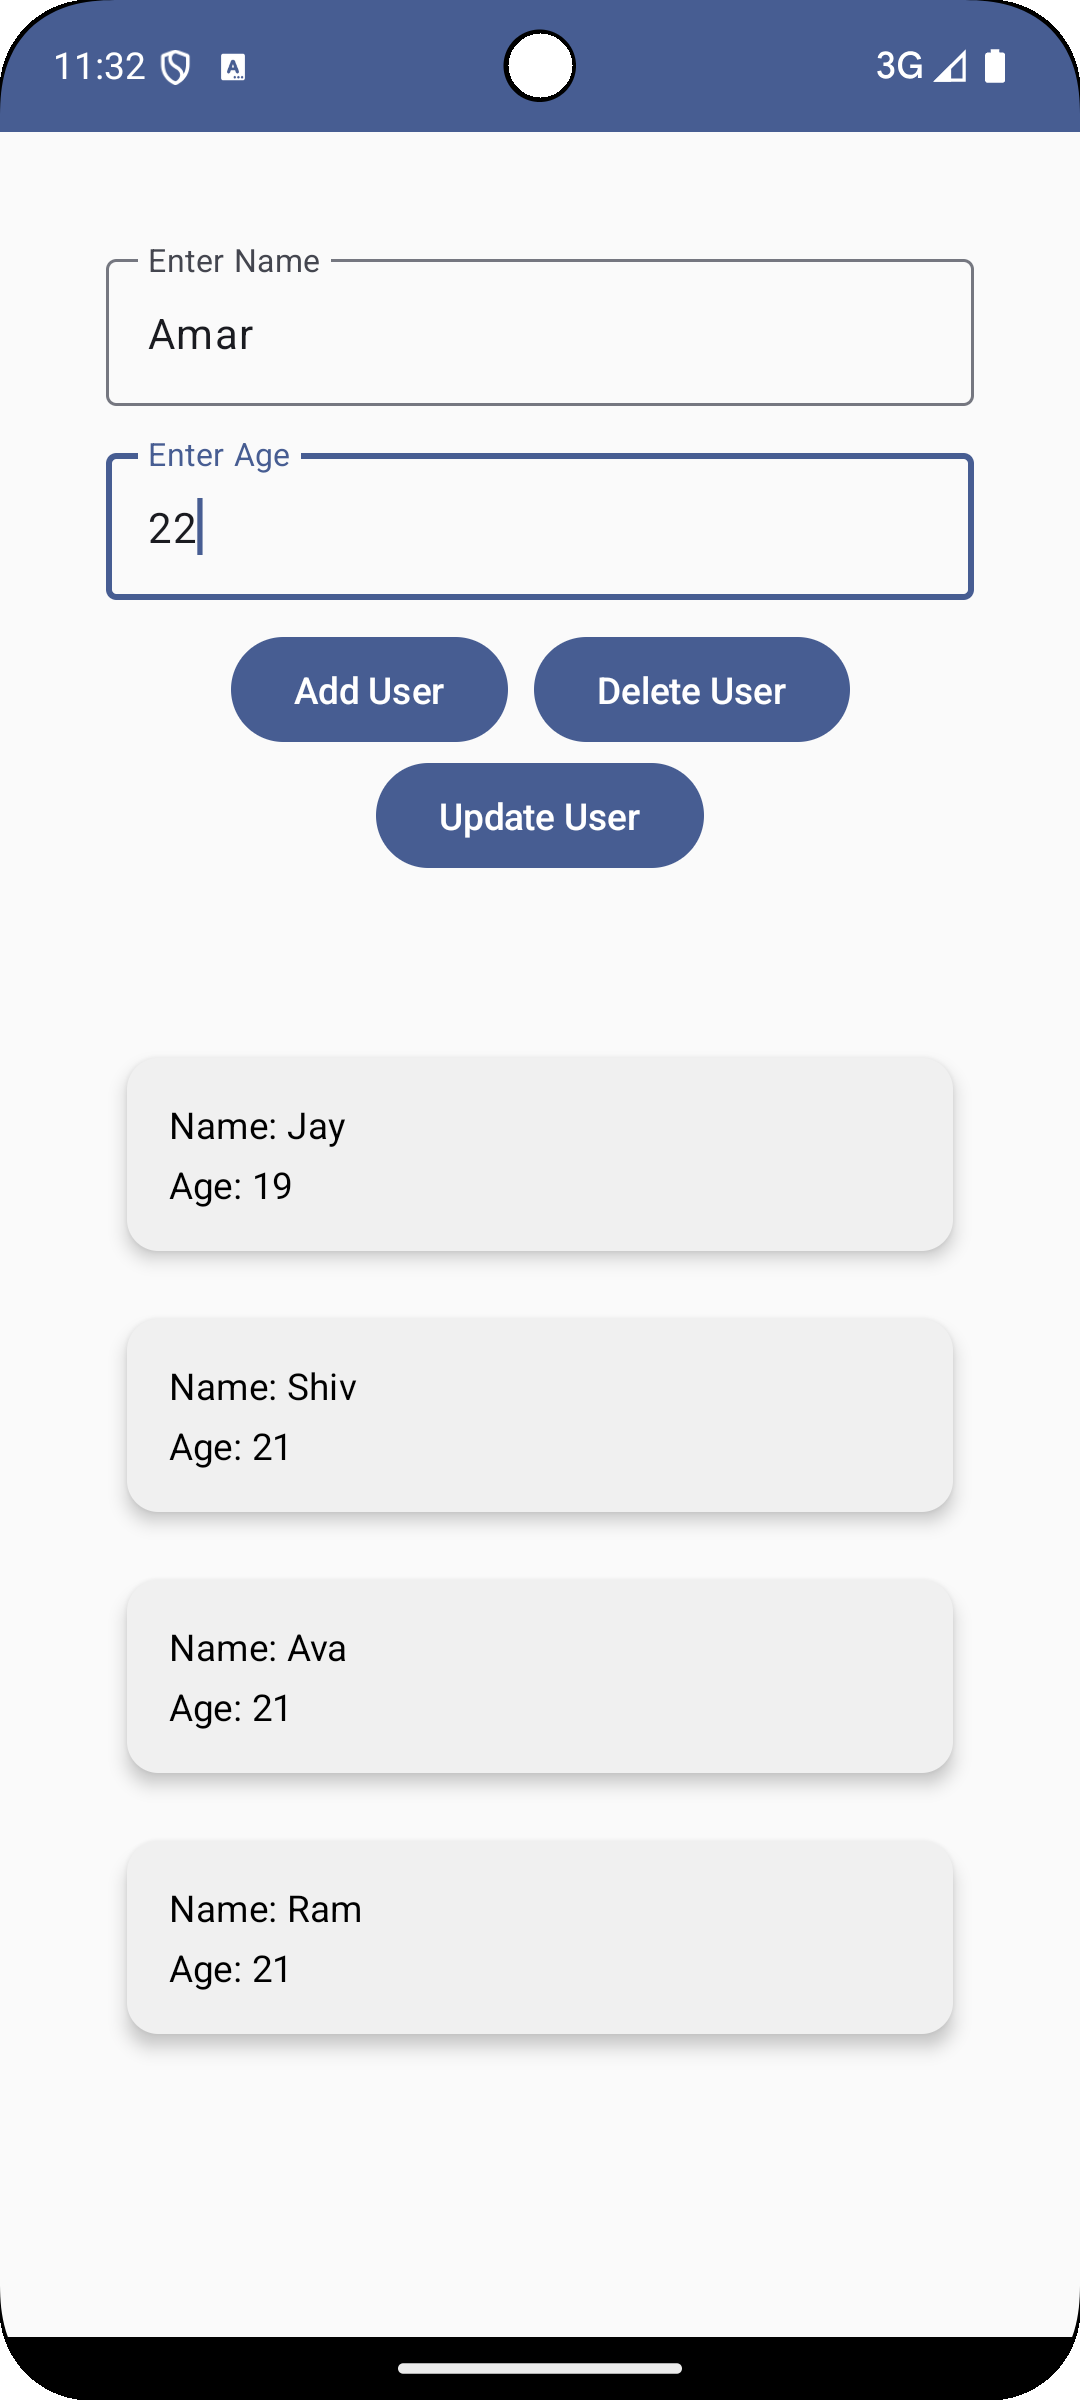 11:32
3G
Enter Name
Amar
Enter Age
22
Add User
Delete User
Update User
Name: Jay
Age: 19
Name: Shiv
Age: 21
Name: Ava
Age: 21
Name: Ram
Age: 21